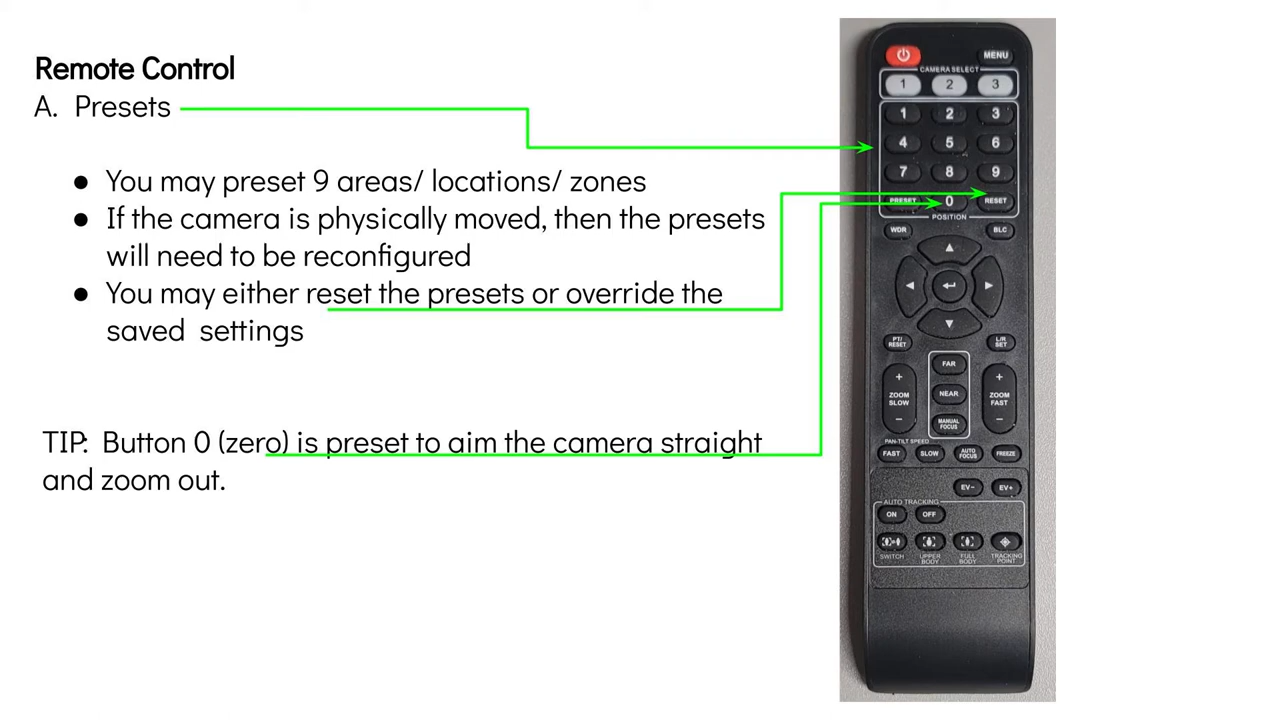 Remote Control
A. Presets
● You may preset 9 areas/ locations/ zones
● If the camera is physically moved, then the presets
will need to be reconfigured
● You may either reset the presets or override the
saved settings
TIP: Button 0 (zero) is preset to aim the camera straight
and zoom out.
MENU
CAMERA SELECT
1 2 3
1 2 3
4 5 6
7 8 9
PRESET 0 RESET
POSITION
WDR BLC
PT/
RESET
L/R
SET
FAR
+ ZOOM SLOW −
NEAR
+ ZOOM FAST −
MANUAL
FOCUS
PAN-TILT SPEED
FAST SLOW AUTO FOCUS FREEZE
EV− EV+
AUTO TRACKING
ON OFF
SWITCH UPPER BODY FULL BODY TRACKING POINT